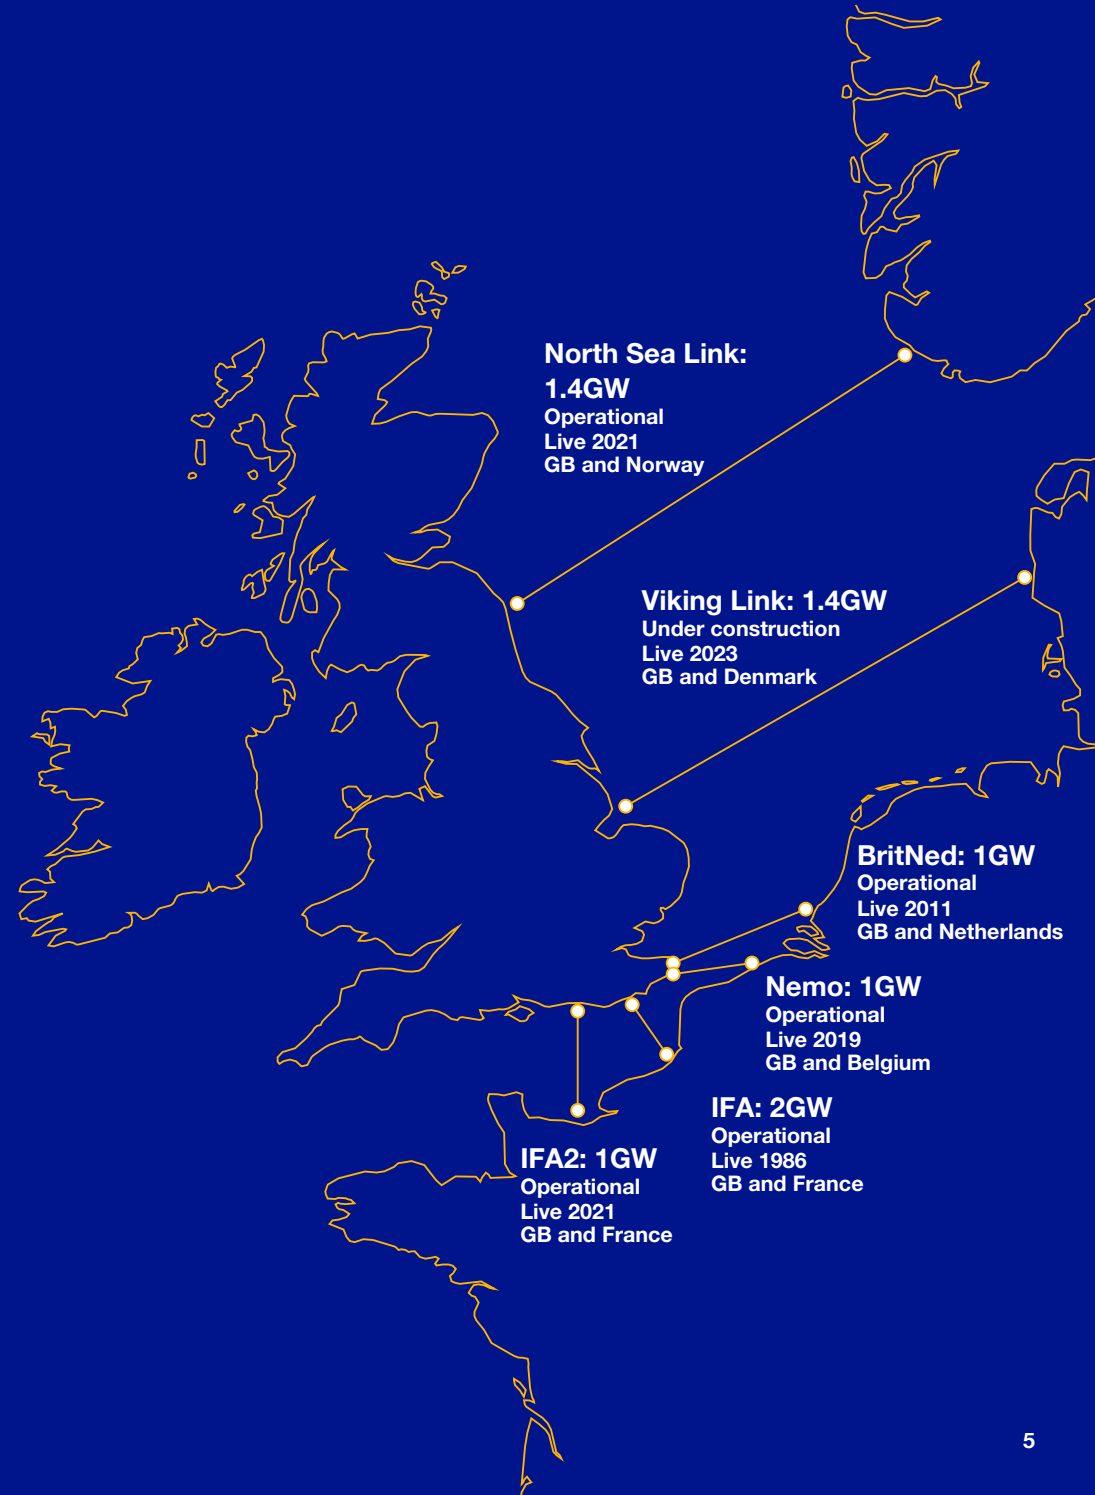 North Sea Link:
1.4GW
Operational
Live 2021
GB and Norway
Viking Link: 1.4GW
Under construction
Live 2023
GB and Denmark
BritNed: 1GW
Operational
Live 2011
GB and Netherlands
Nemo: 1GW
Operational
Live 2019
GB and Belgium
IFA: 2GW
Operational
Live 1986
GB and France
IFA2: 1GW
Operational
Live 2021
GB and France
5